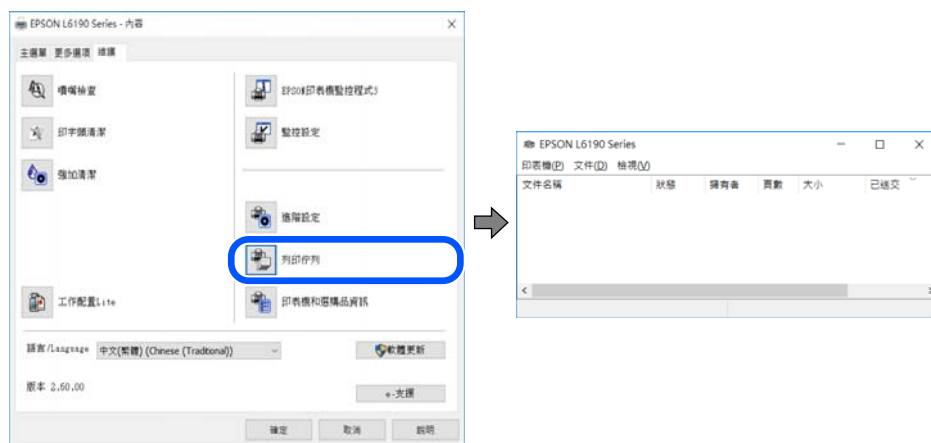 EPSON L6190 Series - 內容
主選單 更多選項 維護
噴嘴檢查
EPSON印表機監控程式3
印字頭清潔
監控設定
強加清潔
進階設定
列印佇列
工作配置Lite
印表機和選購品資訊
語言/Language 中文(繁體) (Chinese (Traditional))
軟體更新
版本 2.60.00
e-支援
確定 取消 說明
EPSON L6190 Series
印表機(P) 文件(D) 檢視(V)
文件名稱 狀態 擁有者 頁數 大小 已送交